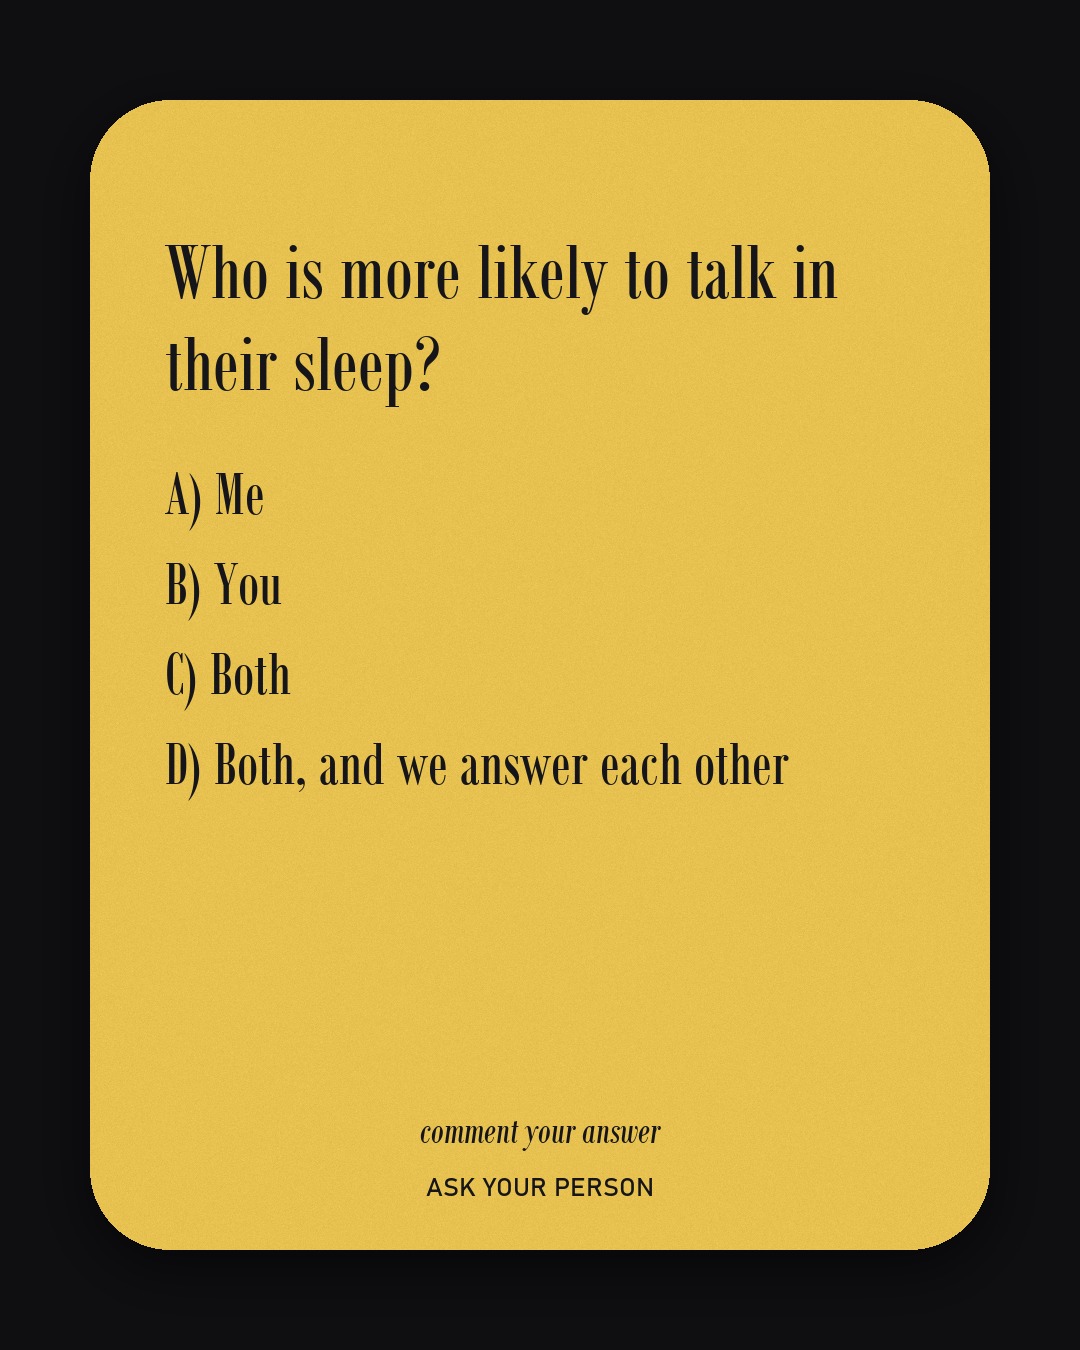 Who is more likely to talk in
their sleep?
A) Me
B) You
C) Both
D) Both, and we answer each other
comment your answer
ASK YOUR PERSON